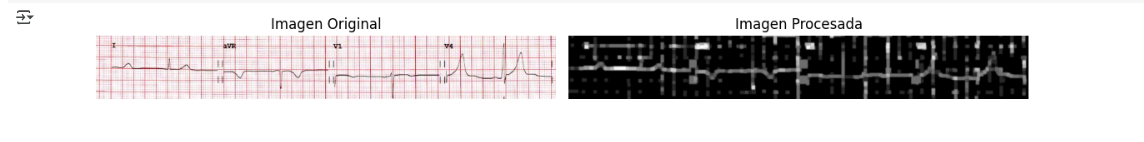 Imagen Original
Imagen Procesada
I aVR V1 V4